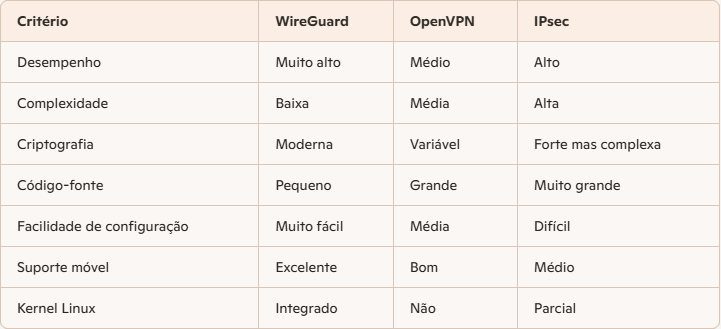 Critério WireGuard OpenVPN IPsec
Desempenho Muito alto Médio Alto
Complexidade Baixa Média Alta
Criptografia Moderna Variável Forte mas complexa
Código-fonte Pequeno Grande Muito grande
Facilidade de configuração Muito fácil Média Difícil
Suporte móvel Excelente Bom Médio
Kernel Linux Integrado Não Parcial